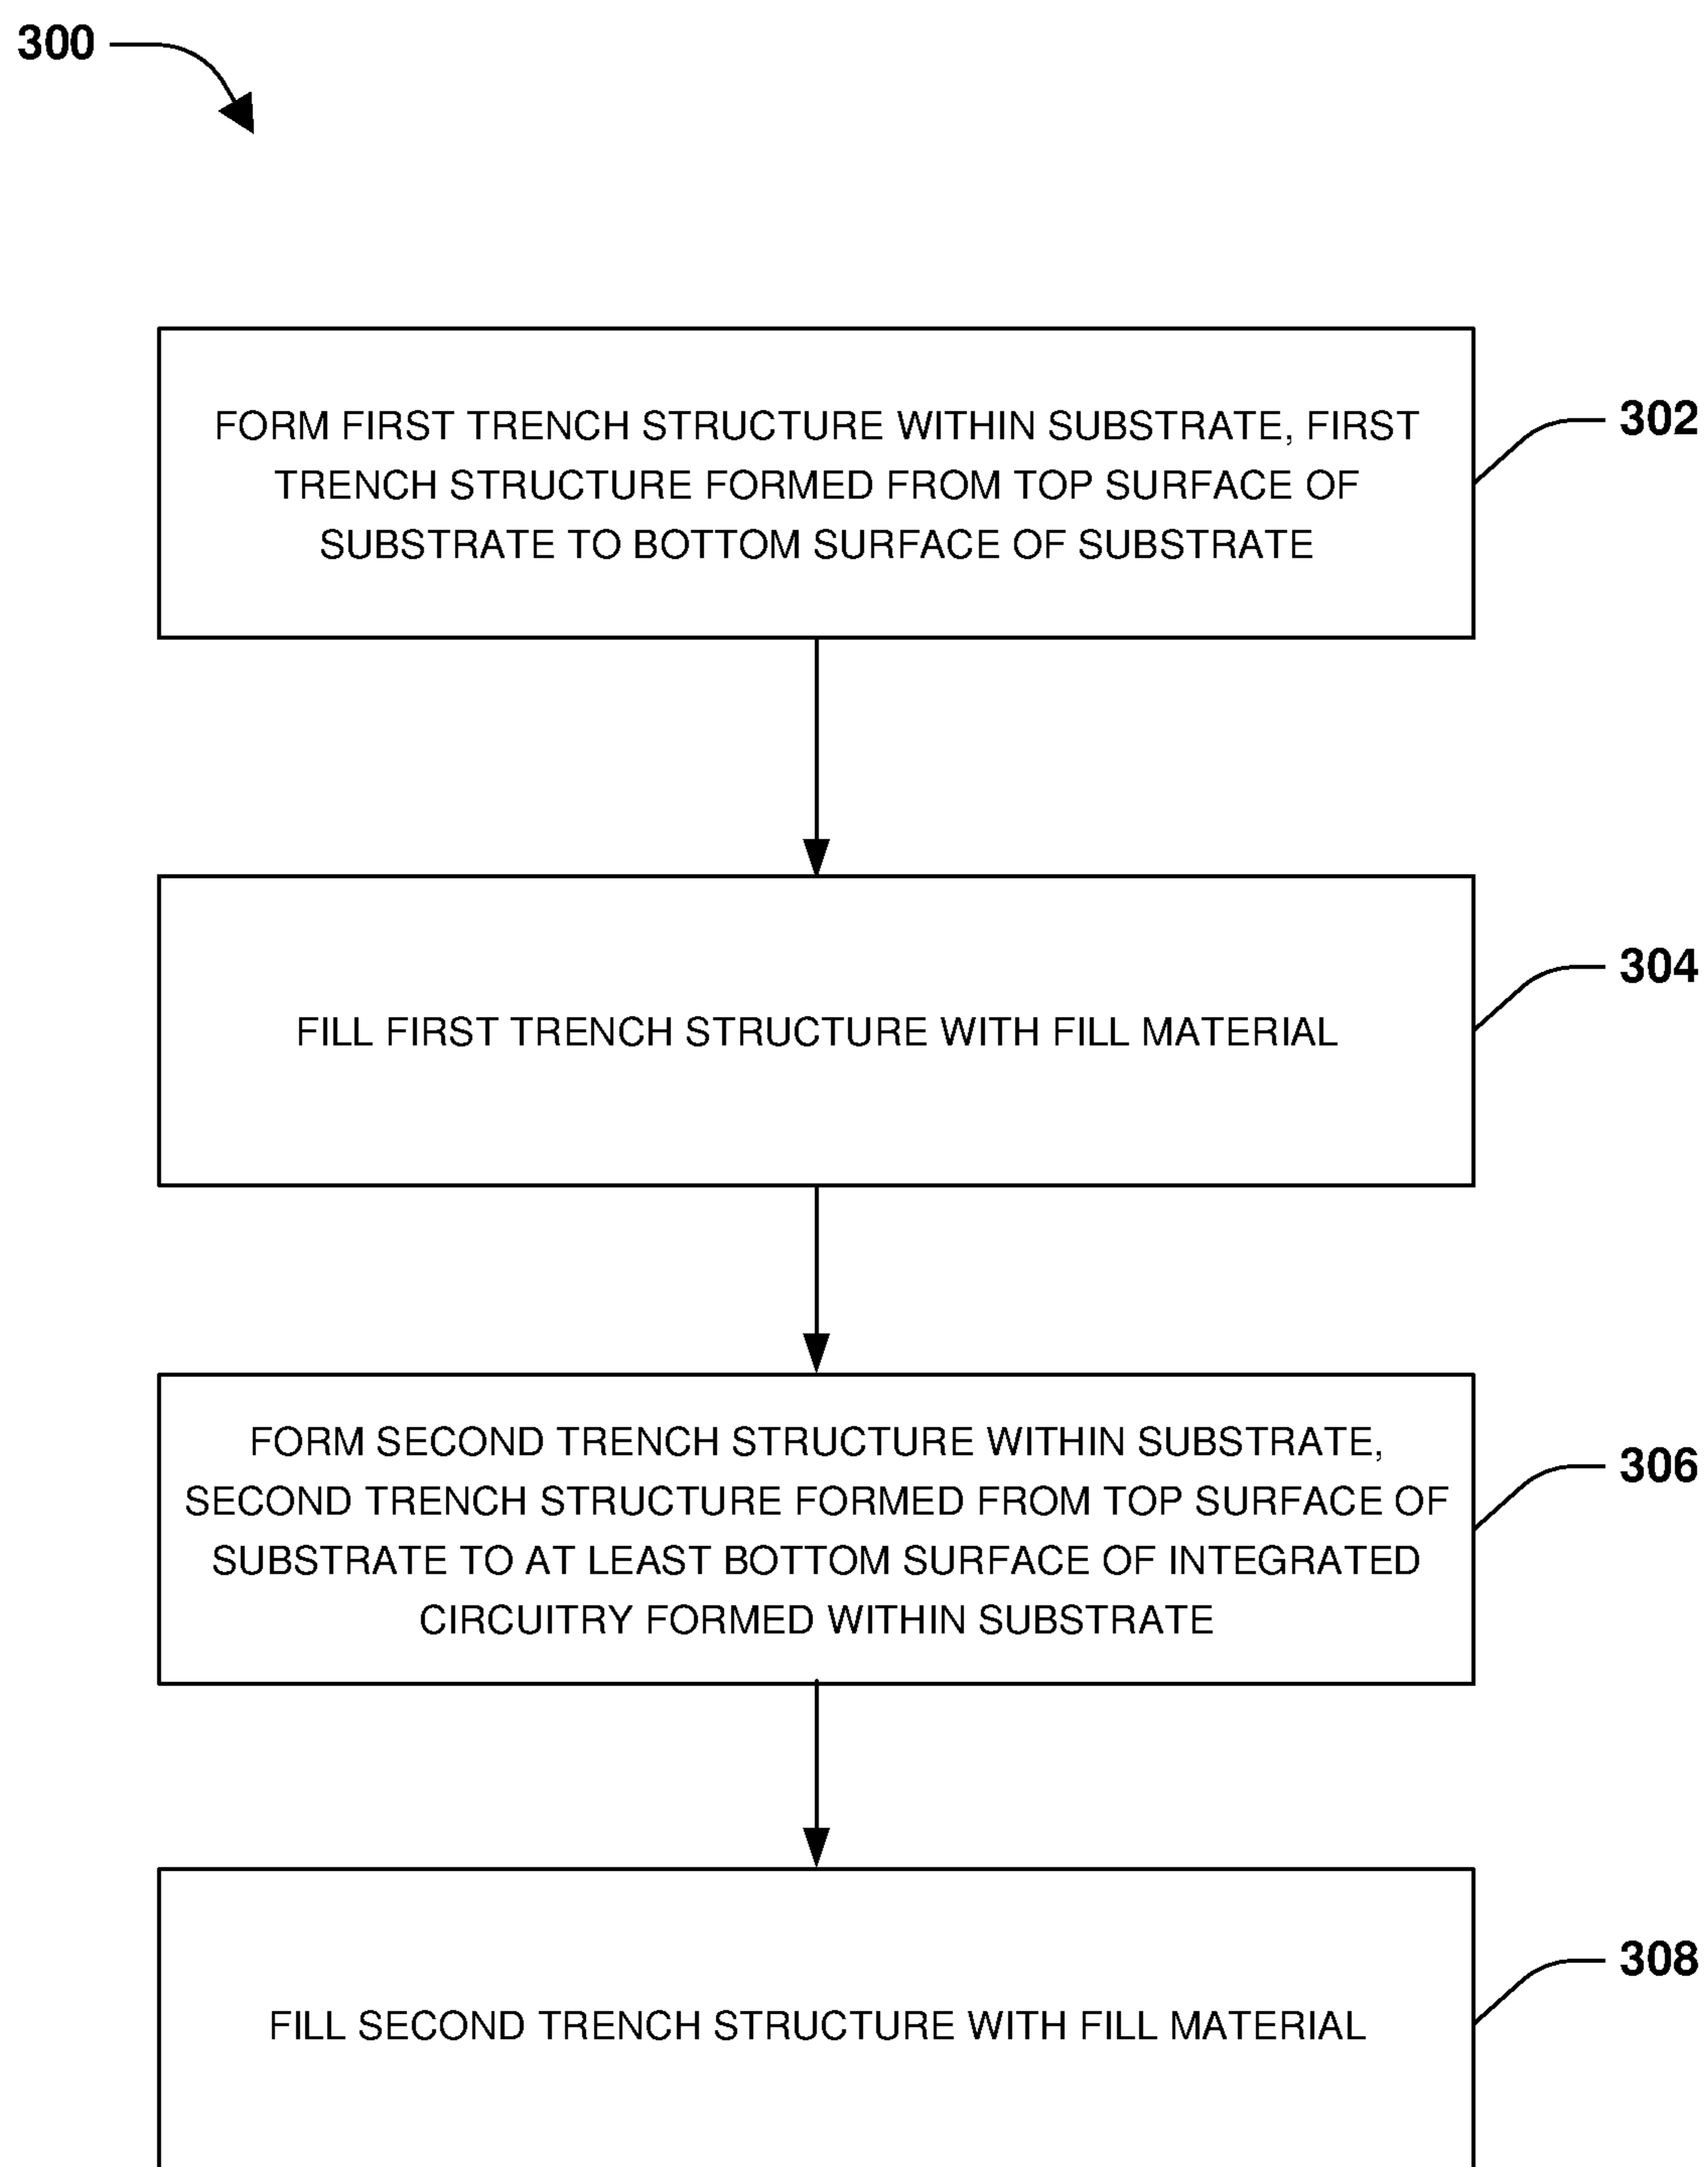 300
FORM FIRST TRENCH STRUCTURE WITHIN SUBSTRATE, FIRST
TRENCH STRUCTURE FORMED FROM TOP SURFACE OF
SUBSTRATE TO BOTTOM SURFACE OF SUBSTRATE
302
FILL FIRST TRENCH STRUCTURE WITH FILL MATERIAL
304
FORM SECOND TRENCH STRUCTURE WITHIN SUBSTRATE,
SECOND TRENCH STRUCTURE FORMED FROM TOP SURFACE OF
SUBSTRATE TO AT LEAST BOTTOM SURFACE OF INTEGRATED
CIRCUITRY FORMED WITHIN SUBSTRATE
306
FILL SECOND TRENCH STRUCTURE WITH FILL MATERIAL
308